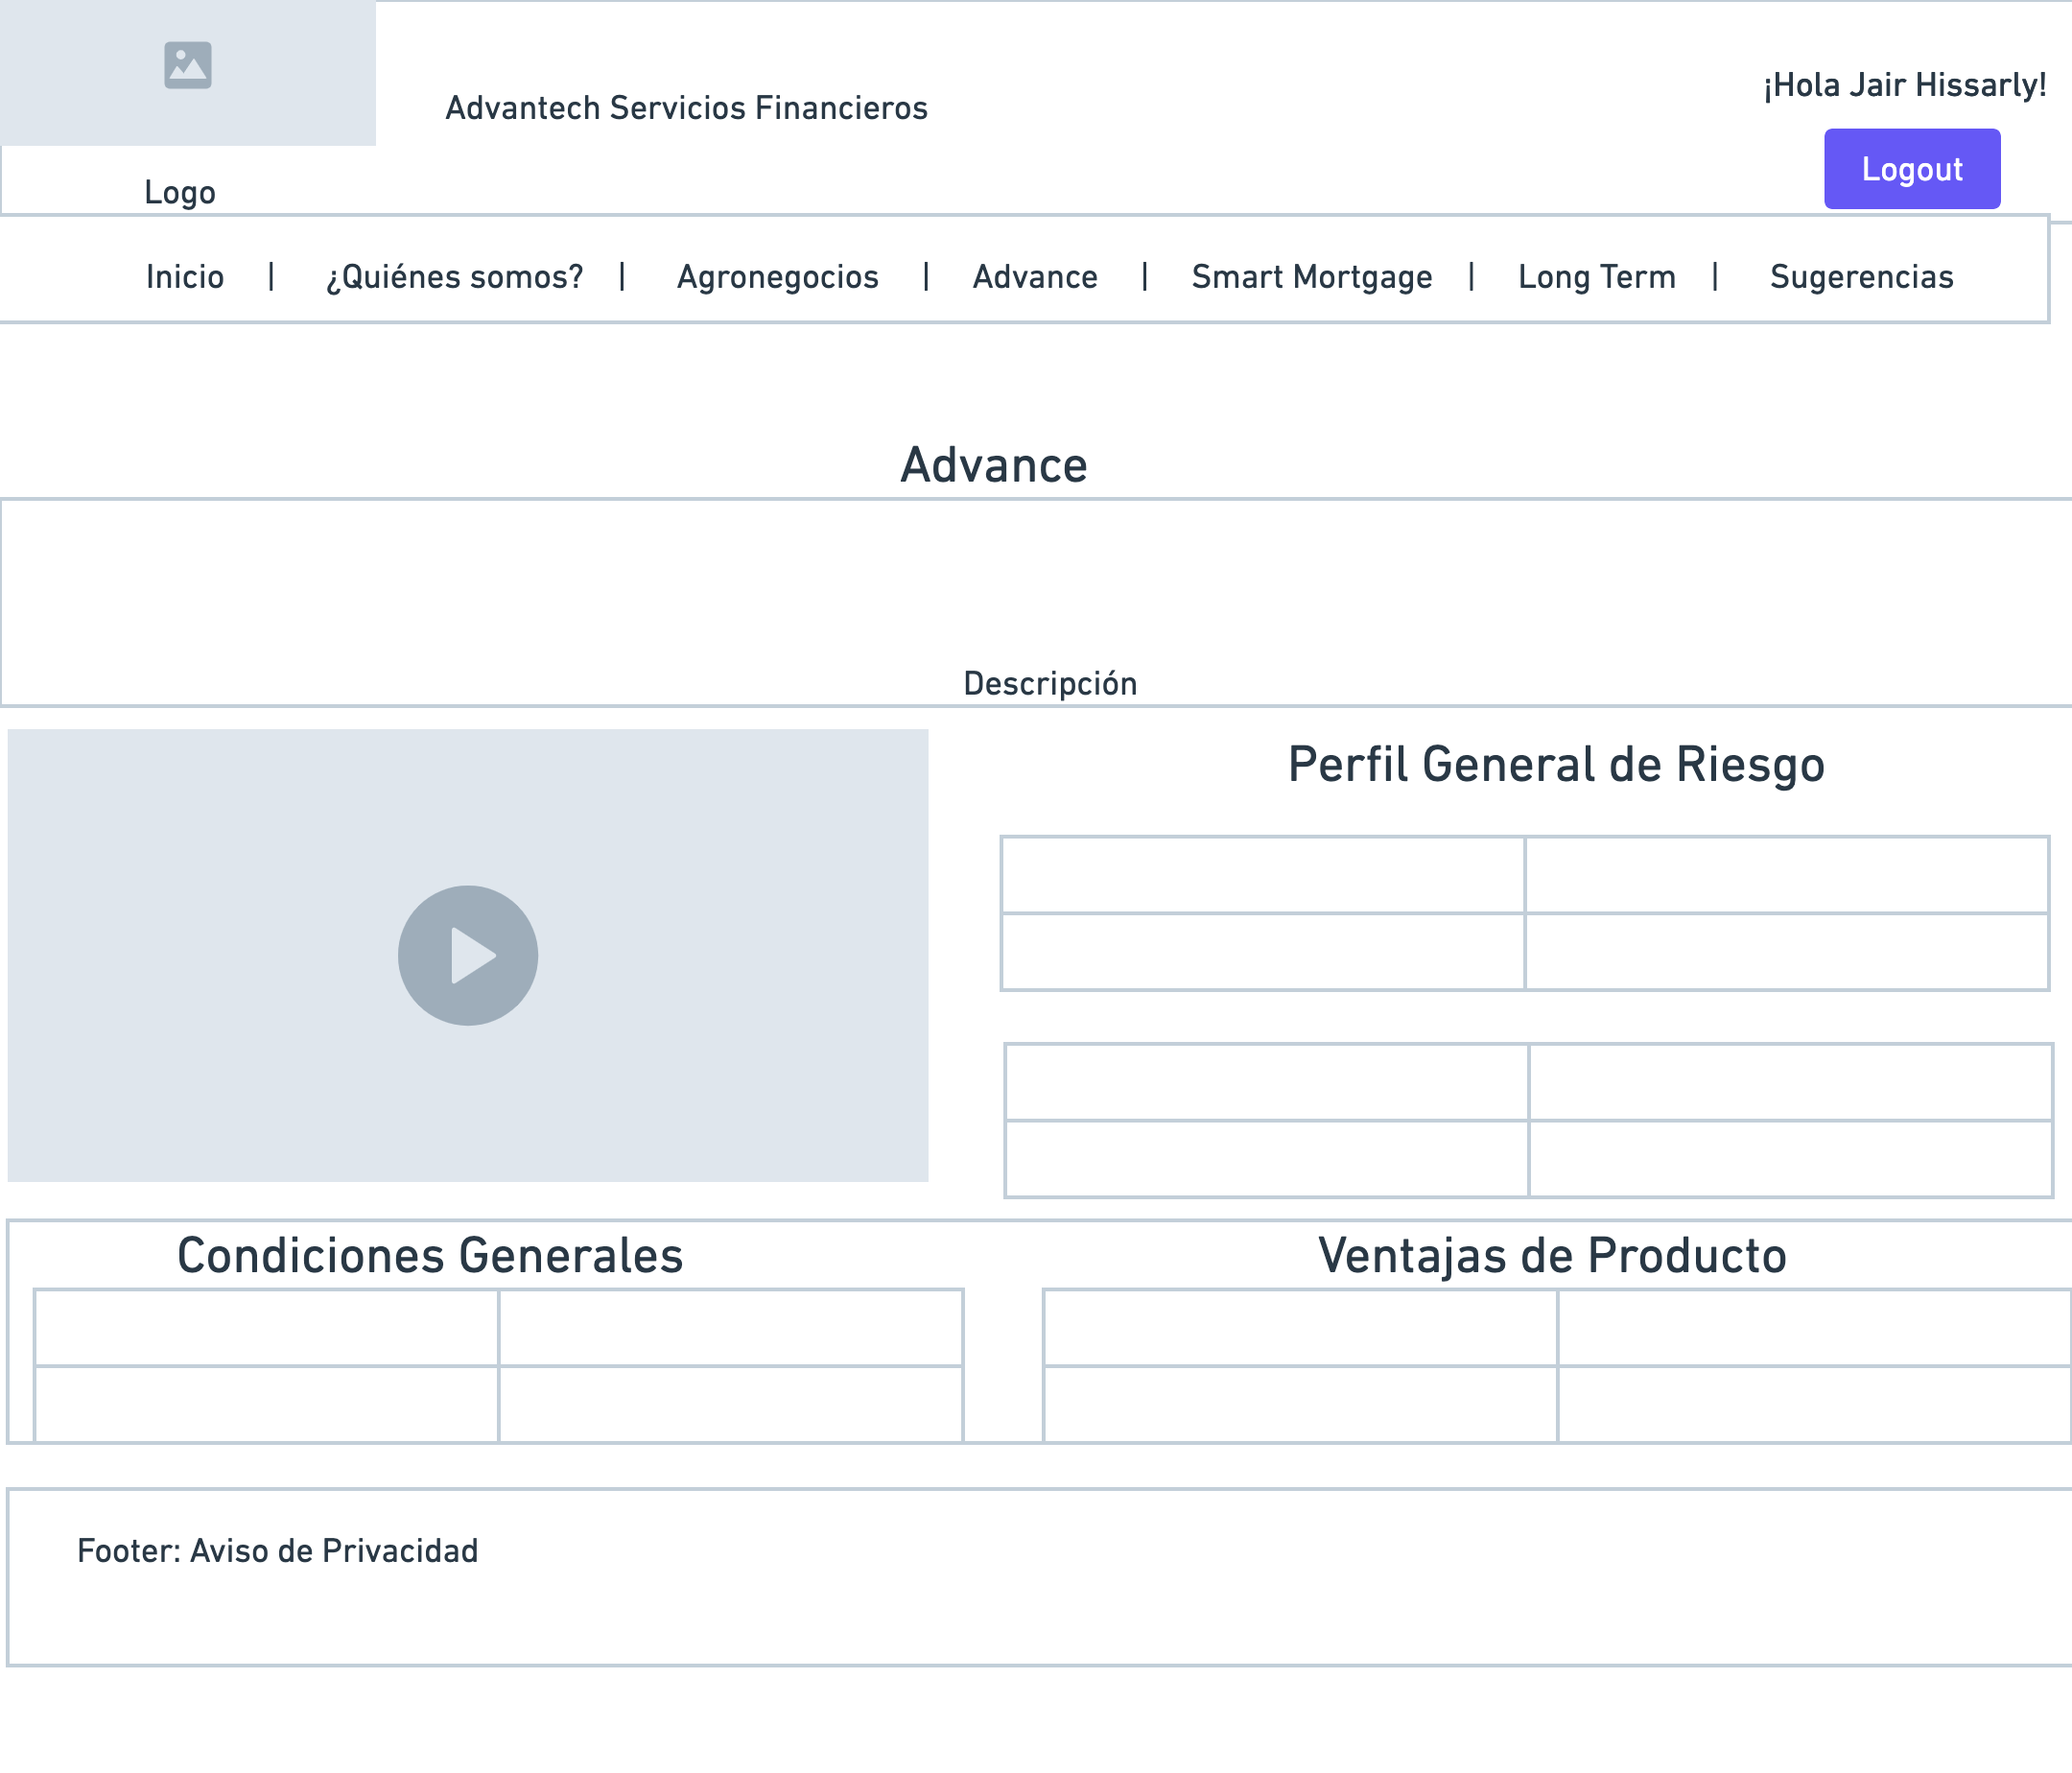 Advantech Servicios Financieros
¡Hola Jair Hissarly!
Logout
Logo
Inicio | ¿Quiénes somos? | Agronegocios | Advance | Smart Mortgage | Long Term | Sugerencias
Advance
Descripción
Perfil General de Riesgo
Condiciones Generales
Ventajas de Producto
Footer: Aviso de Privacidad